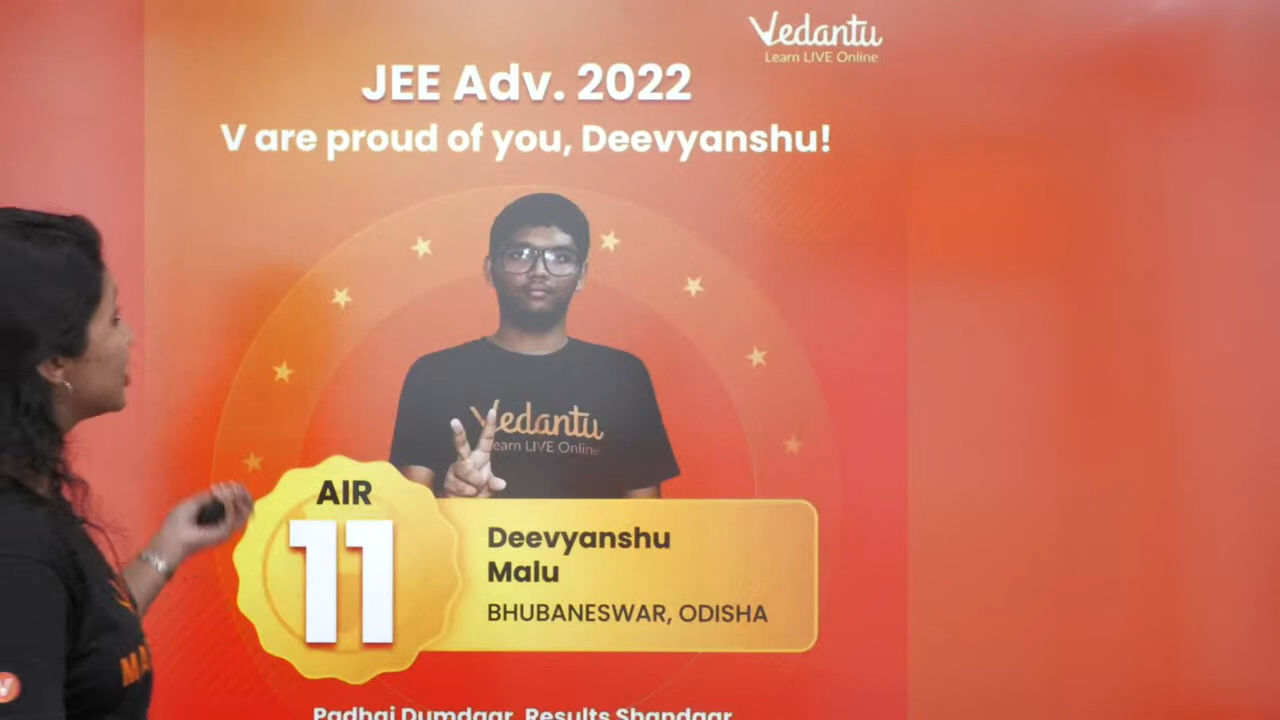 Vedantu
Learn LIVE Online
JEE Adv. 2022
V are proud of you, Deevyanshu!
Vedantu
Learn LIVE Online
AIR
11
Deevyanshu
Malu
BHUBANESWAR, ODISHA
Padhai Dumdaar, Results Shandaar
V